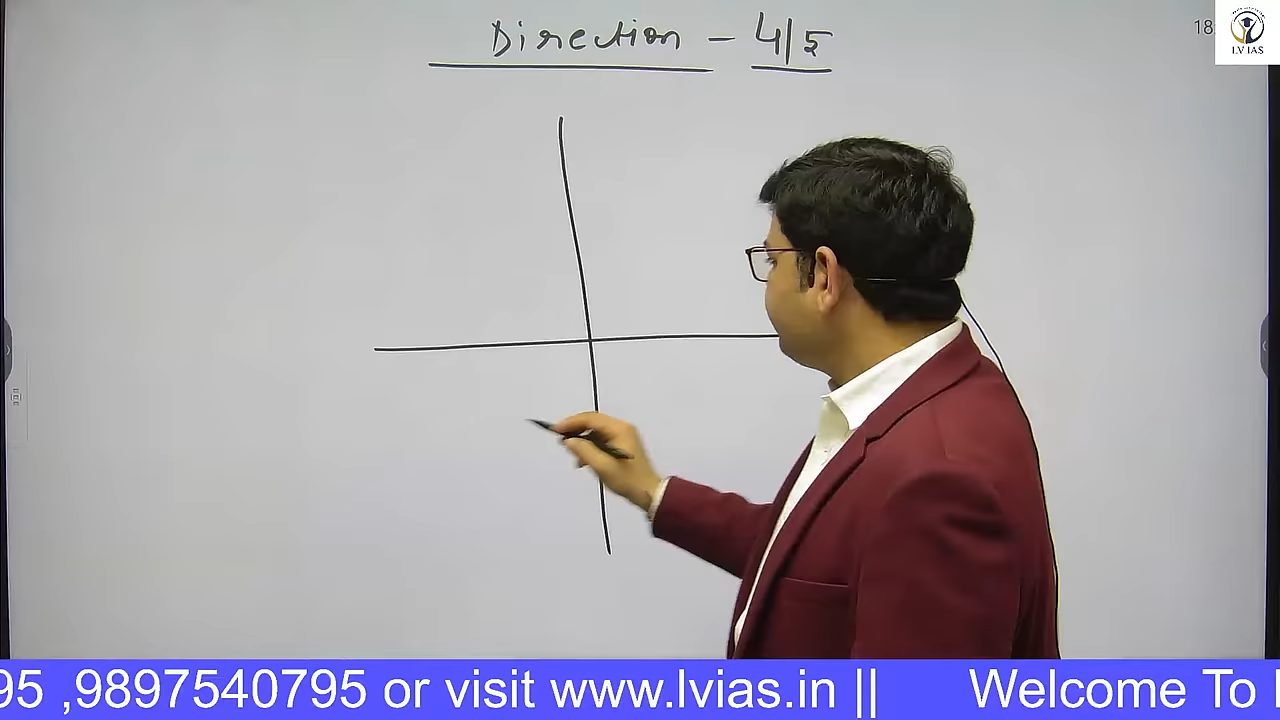 Direction - 4/5
18
LV IAS
95 ,9897540795 or visit www.lvias.in || Welcome To